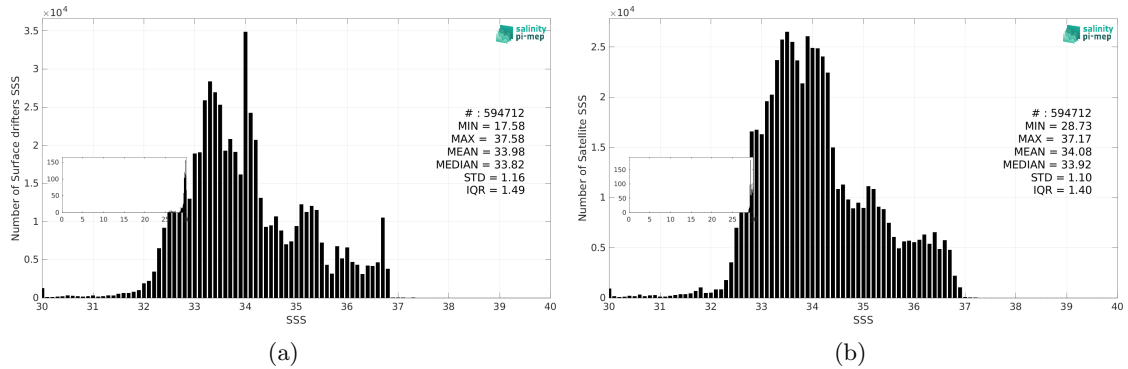 ×10^4
3.5
3
2.5
2
1.5
1
0.5
0
Number of Surface drifters SSS
salinity
pi-mep
# : 594712
MIN = 17.58
MAX = 37.58
MEAN = 33.98
MEDIAN = 33.82
STD = 1.16
IQR = 1.49
150
100
50
0
0 5 10 15 20 25
30 31 32 33 34 35 36 37 38 39 40
SSS
(a)
×10^4
2.5
2
1.5
1
0.5
0
Number of Satellite SSS
salinity
pi-mep
# : 594712
MIN = 28.73
MAX = 37.17
MEAN = 34.08
MEDIAN = 33.92
STD = 1.10
IQR = 1.40
150
100
50
0
0 5 10 15 20 25
30 31 32 33 34 35 36 37 38 39 40
SSS
(b)